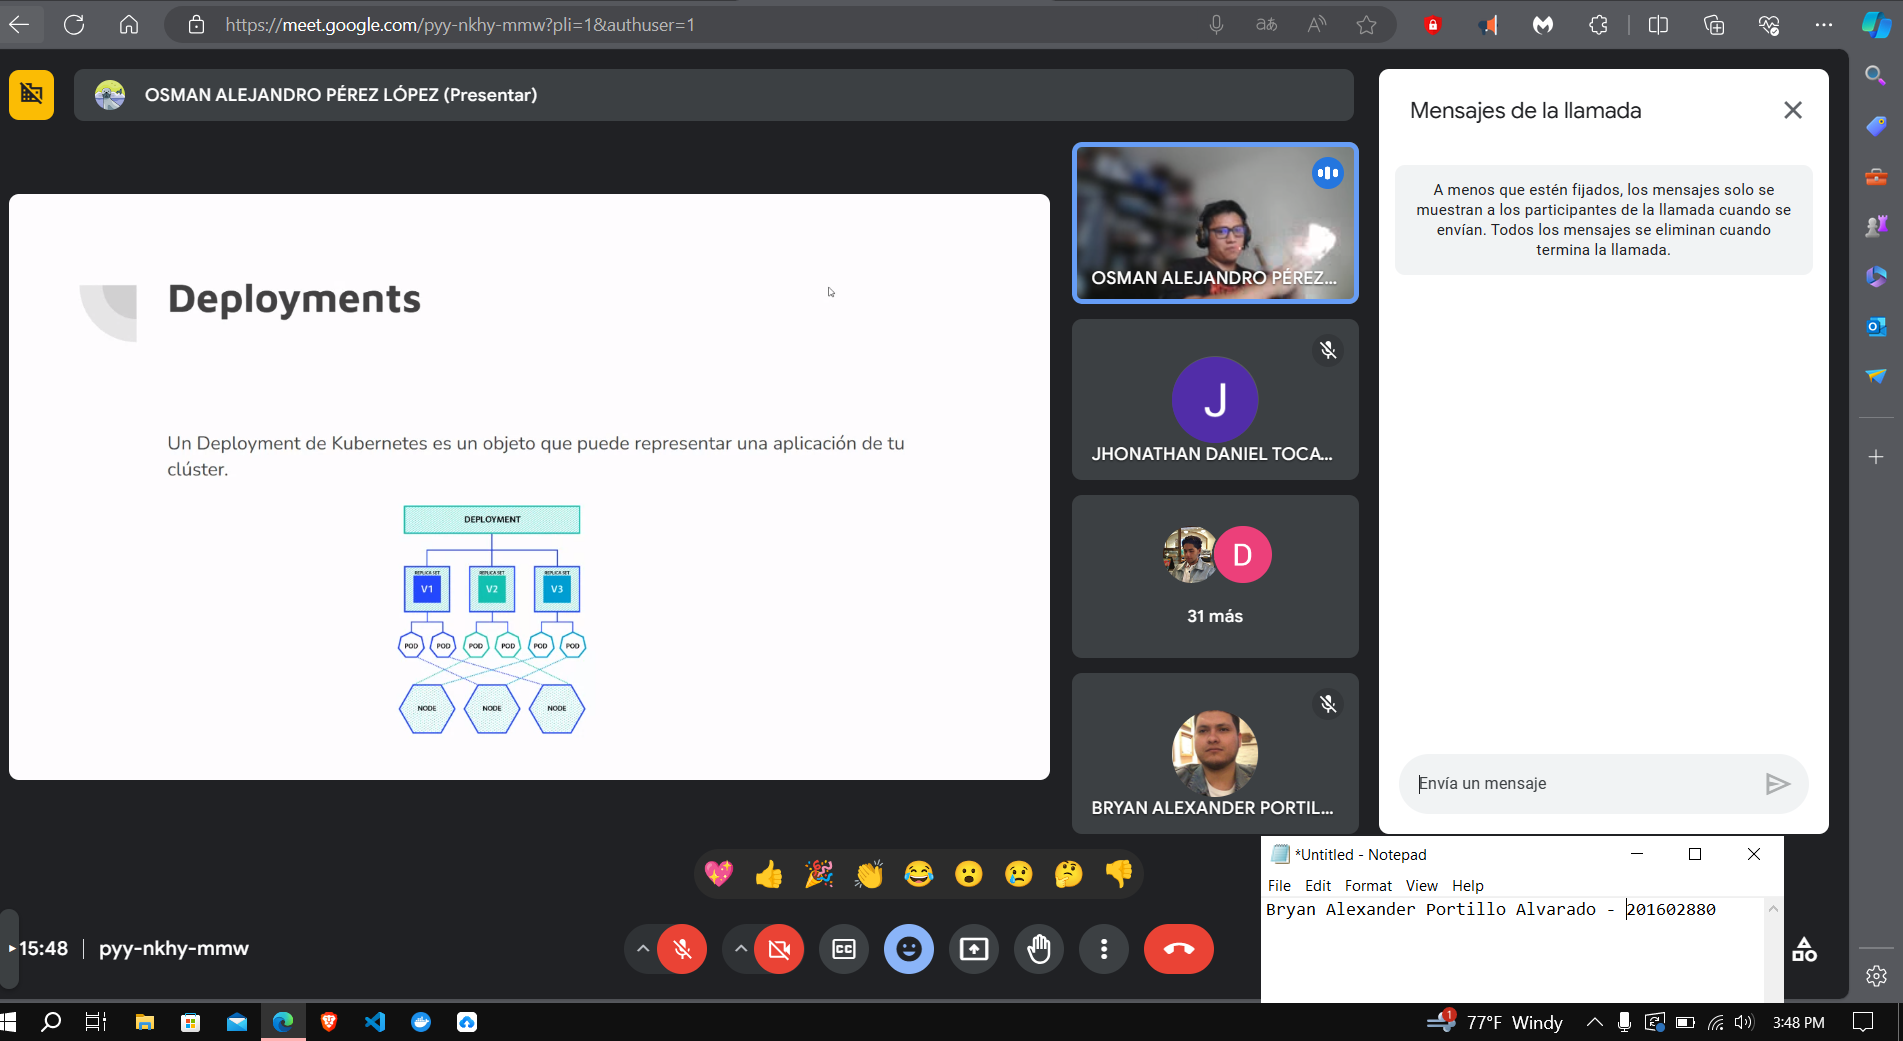 https://meet.google.com/pyy-nkhy-mmw?pli=1&authuser=1
OSMAN ALEJANDRO PÉREZ LÓPEZ (Presentar)
Deployments
Un Deployment de Kubernetes es un objeto que puede representar una aplicación de tu
clúster.
DEPLOYMENT
REPLICA SET REPLICA SET REPLICA SET
V1 V2 V3
POD POD POD POD POD POD
NODE NODE NODE
OSMAN ALEJANDRO PÉREZ...
J
JHONATHAN DANIEL TOCA...
D
31 más
BRYAN ALEXANDER PORTIL...
Mensajes de la llamada
A menos que estén fijados, los mensajes solo se
muestran a los participantes de la llamada cuando se
envían. Todos los mensajes se eliminan cuando
termina la llamada.
Envía un mensaje
*Untitled - Notepad
File Edit Format View Help
Bryan Alexander Portillo Alvarado - 201602880
15:48 | pyy-nkhy-mmw
CC
1
77°F Windy
3:48 PM